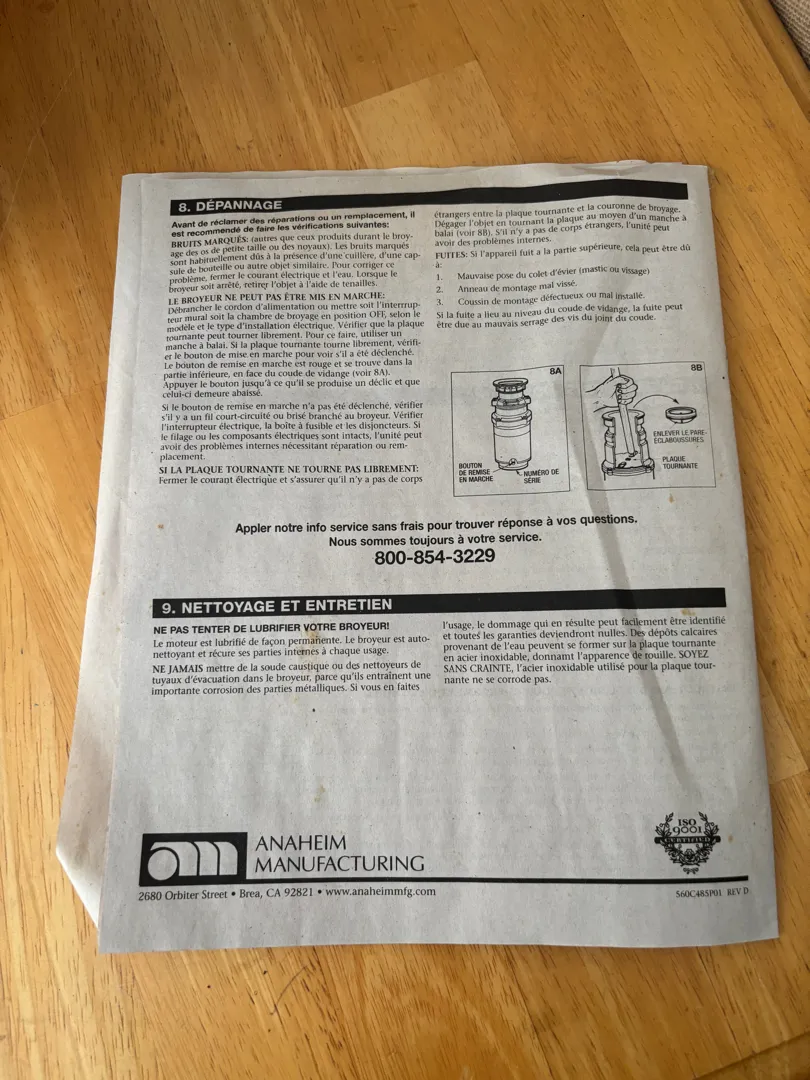 8. DÉPANNAGE
Avant de réclamer des réparations ou un remplacement, il
est recommendé de faire les vérifications suivantes:
BRUITS MARQUÉS: (autres que ceux produits durant le broy-
age des os de petite taille ou des noyaux). Les bruits marqués
sont habituellement dûs à la présence d'une cuillère, d'une cap-
sule de bouteille ou autre objet similaire. Pour corriger ce
problème, fermer le courant électrique et l'eau. Lorsque le
broyeur soit arrêté, retirer l'objet à l'aide de tenailles.
LE BROYEUR NE PEUT PAS ÊTRE MIS EN MARCHE:
Débrancher le cordon d'alimentation ou mettre soit l'interrup-
teur mural soit la chambre de broyage en position OFF, selon le
modèle et le type d'installation électrique. Vérifier que la plaque
tournante peut tourner librement. Pour ce faire, utiliser un
manche à balai. Si la plaque tournante tourne librement, vérifi-
er le bouton de mise en marche pour voir s'il a été déclenché.
Le bouton de remise en marche est rouge et se trouve dans la
partie inférieure, en face du coude de vidange (voir 8A).
Appuyer le bouton jusqu'à ce qu'il se produise un déclic et que
celui-ci demeure abaissé.
Si le bouton de remise en marche n'a pas été déclenché, vérifier
s'il y a un fil court-circuité ou brisé branché au broyeur. Vérifier
l'interrupteur électrique, la boîte à fusible et les disjoncteurs. Si
le filage ou les composants électriques sont intacts, l'unité peut
avoir des problèmes internes nécessitant réparation ou rem-
placement.
SI LA PLAQUE TOURNANTE NE TOURNE PAS LIBREMENT:
Fermer le courant électrique et s'assurer qu'il n'y a pas de corps
étrangers entre la plaque tournante et la couronne de broyage.
Dégager l'objet en tournant la plaque au moyen d'un manche à
balai (voir 8B). S'il n'y a pas de corps étrangers, l'unité peut
avoir des problèmes internes.
FUITES: Si l'appareil fuit a la partie supérieure, cela peut être dû
à:
1. Mauvaise pose du colet d'évier (mastic ou vissage)
2. Anneau de montage mal vissé.
3. Coussin de montage défectueux ou mal installé.
Si la fuite a lieu au niveau du coude de vidange, la fuite peut
être due au mauvais serrage des vis du joint du coude.
8A
BOUTON
DE REMISE
EN MARCHE
NUMÉRO DE
SÉRIE
8B
ENLEVER LE PARE-
ÉCLABOUSSURES
PLAQUE
TOURNANTE
Appler notre info service sans frais pour trouver réponse à vos questions.
Nous sommes toujours à votre service.
800-854-3229
9. NETTOYAGE ET ENTRETIEN
NE PAS TENTER DE LUBRIFIER VOTRE BROYEUR!
Le moteur est lubrifié de façon permanente. Le broyeur est auto-
nettoyant et récure ses parties internes à chaque usage.
NE JAMAIS mettre de la soude caustique ou des nettoyeurs de
tuyaux d'évacuation dans le broyeur, parce qu'ils entraînent une
importante corrosion des parties métalliques. Si vous en faites
l'usage, le dommage qui en résulte peut facilement être identifié
et toutes les garanties deviendront nulles. Des dépôts calcaires
provenant de l'eau peuvent se former sur la plaque tournante
en acier inoxidable, donnamt l'apparence de rouille. SOYEZ
SANS CRAINTE, l'acier inoxidable utilisé pour la plaque tour-
nante ne se corrode pas.
am
ANAHEIM
MANUFACTURING
ISO
9001
CERTIFIED
2680 Orbiter Street • Brea, CA 92821 • www.anaheimmfg.com
560C485P01 REV D